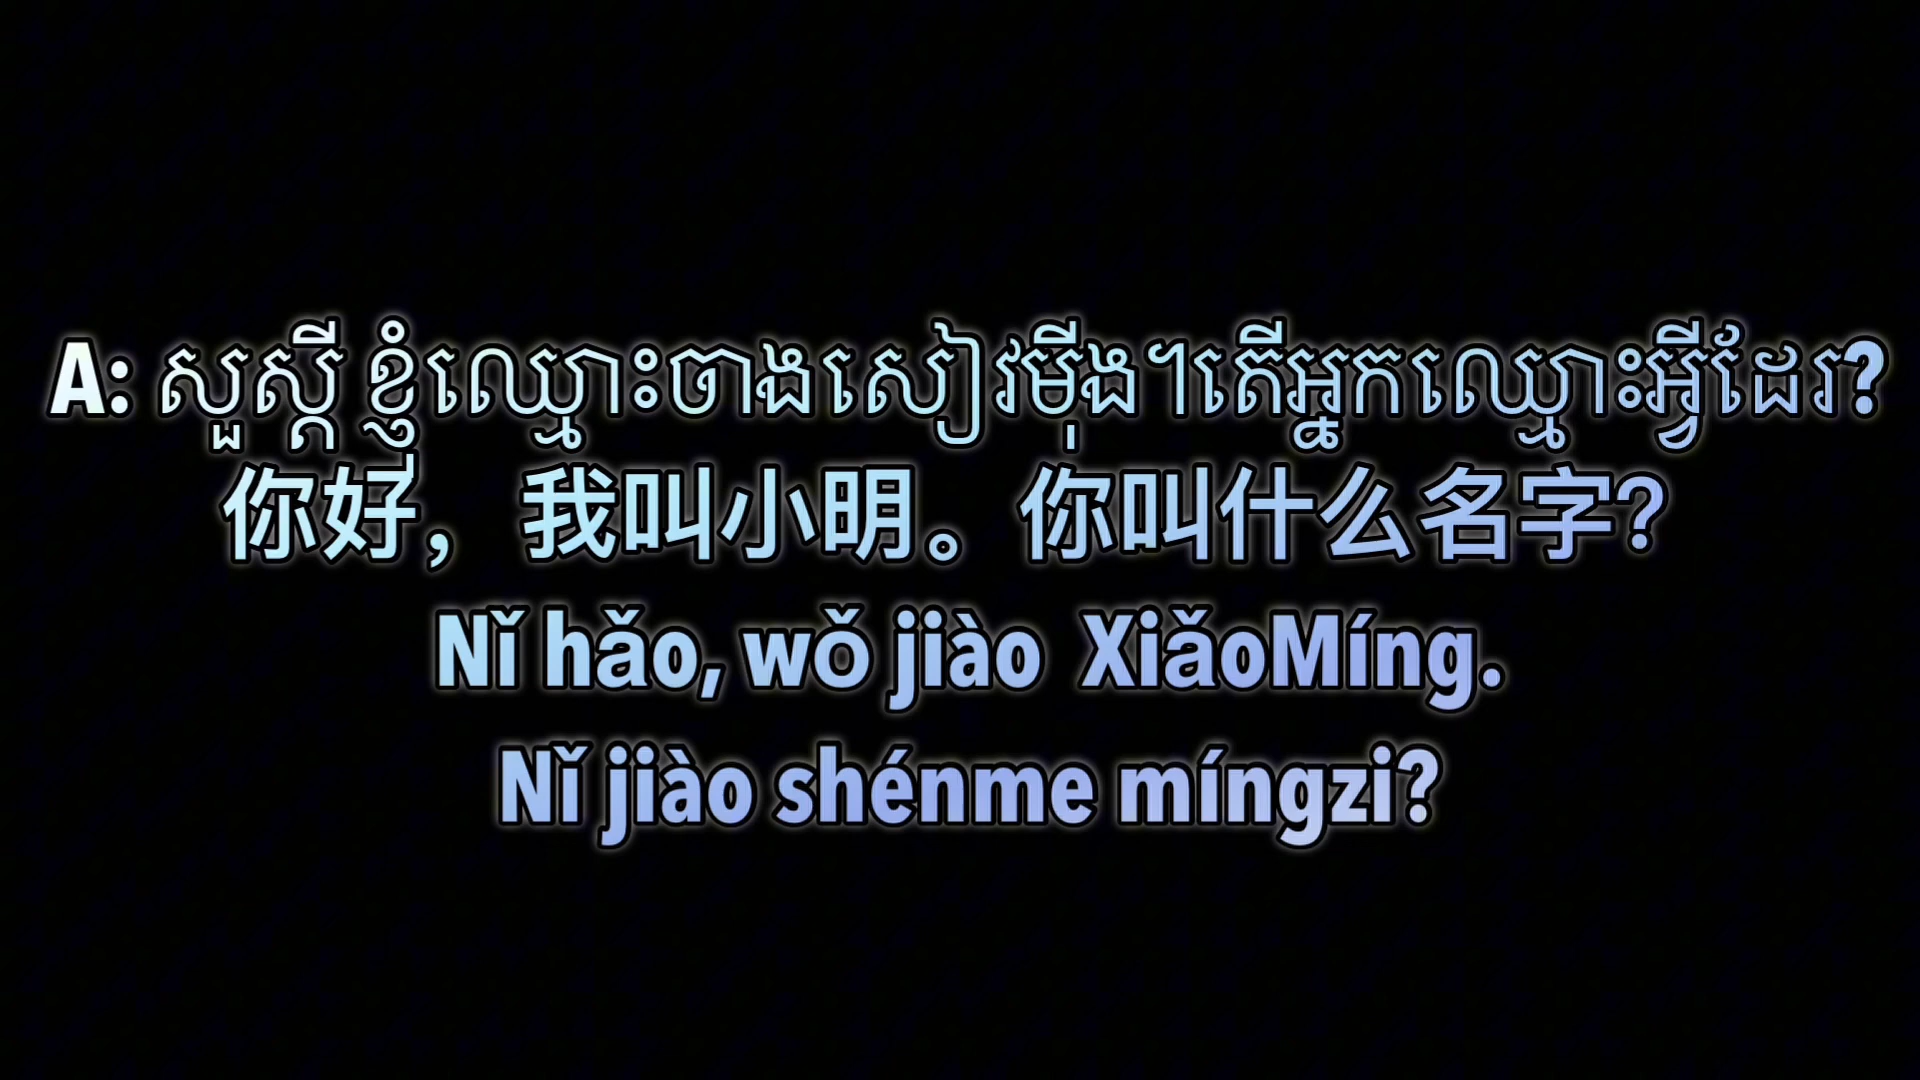 A: សួស្តី ខ្ញុំឈ្មោះចាងសៀវម៉ីង។តើអ្នកឈ្មោះអ្វីដែរ?
你好，我叫小明。你叫什么名字?
Nǐ hǎo, wǒ jiào  XiǎoMíng.
Nǐ jiào shénme míngzi?